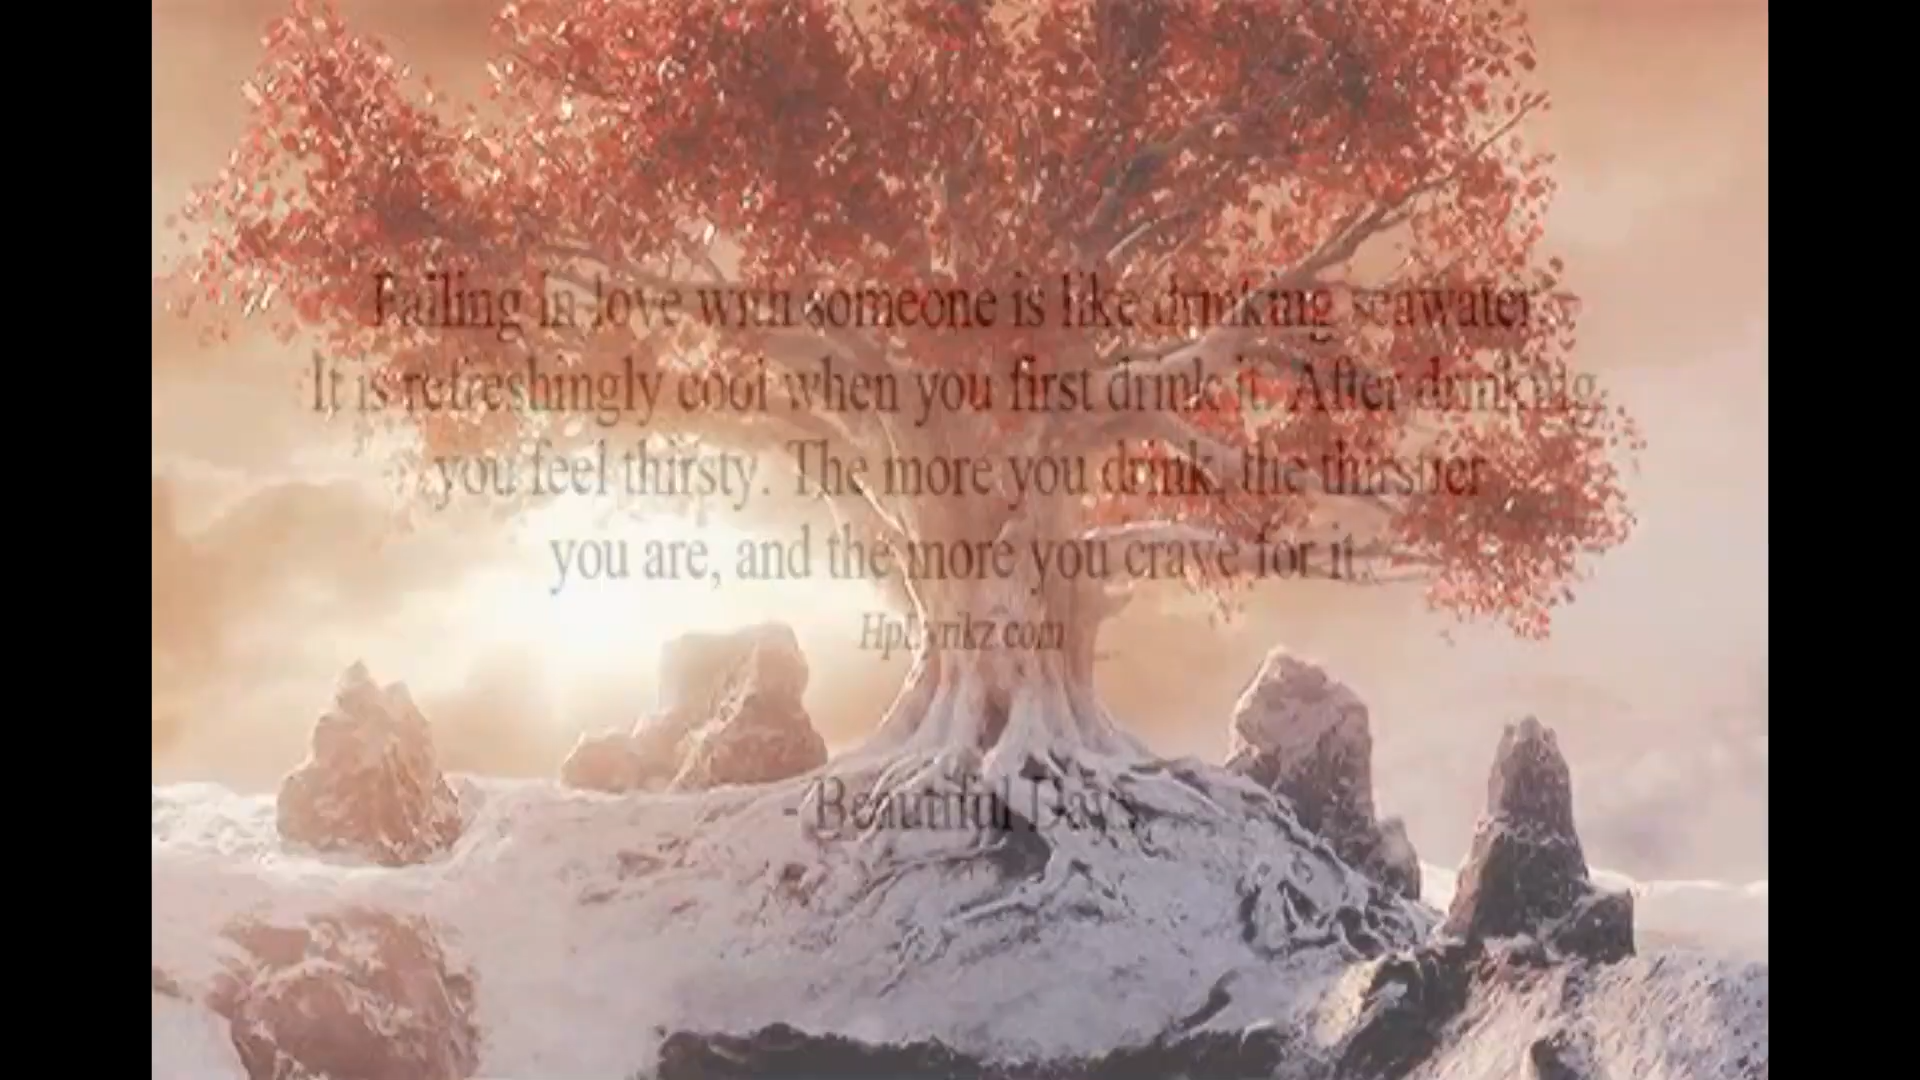 Falling in love with someone is like drinking seawater.
It is refreshingly cool when you first drink it. After drinking,
you feel thirsty. The more you drink, the thirstier
you are, and the more you crave for it.
HpLyrikz.com
- Beautiful Days